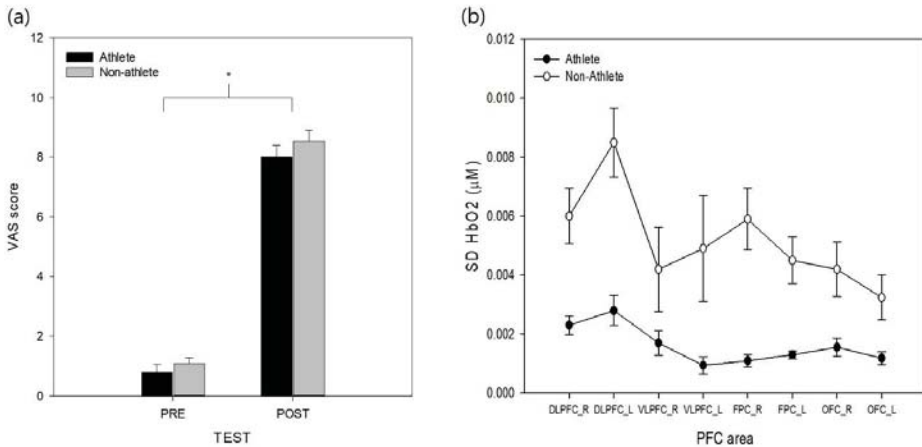 (a)
12
10
8
6
4
2
0
VAS score
Athlete
Non-athlete
*
PRE
POST
TEST
(b)
0.012
0.010
0.008
0.006
0.004
0.002
0.000
SD HbO2 (μM)
Athlete
Non-Athlete
DLPFC_R
DLPFC_L
VLPFC_R
VLPFC_L
FPC_R
FPC_L
OFC_R
OFC_L
PFC area